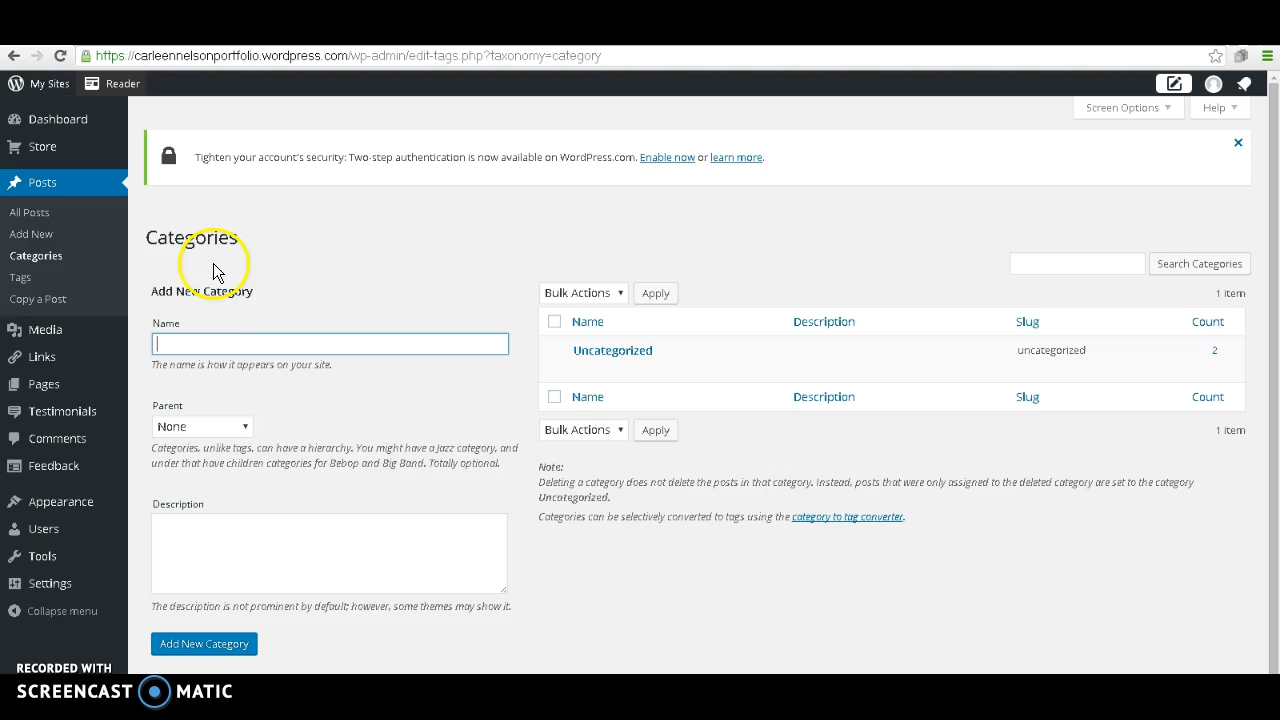 https://carleennelsonportfolio.wordpress.com/wp-admin/edit-tags.php?taxonomy=category
My Sites Reader
Screen Options Help
Dashboard
Store
Posts
All Posts
Add New
Categories
Tags
Copy a Post
Media
Links
Pages
Testimonials
Comments
Feedback
Appearance
Users
Tools
Settings
Collapse menu
Tighten your account's security: Two-step authentication is now available on WordPress.com. Enable now or learn more.
Categories
Search Categories
Add New Category
Name
The name is how it appears on your site.
Parent
None
Categories, unlike tags, can have a hierarchy. You might have a Jazz category, and
under that have children categories for Bebop and Big Band. Totally optional.
Description
The description is not prominent by default; however, some themes may show it.
Add New Category
Bulk Actions Apply 1 item
Name Description Slug Count
Uncategorized uncategorized 2
Name Description Slug Count
Bulk Actions Apply 1 item
Note:
Deleting a category does not delete the posts in that category. Instead, posts that were only assigned to the deleted category are set to the category
Uncategorized.
Categories can be selectively converted to tags using the category to tag converter.
RECORDED WITH
SCREENCAST MATIC